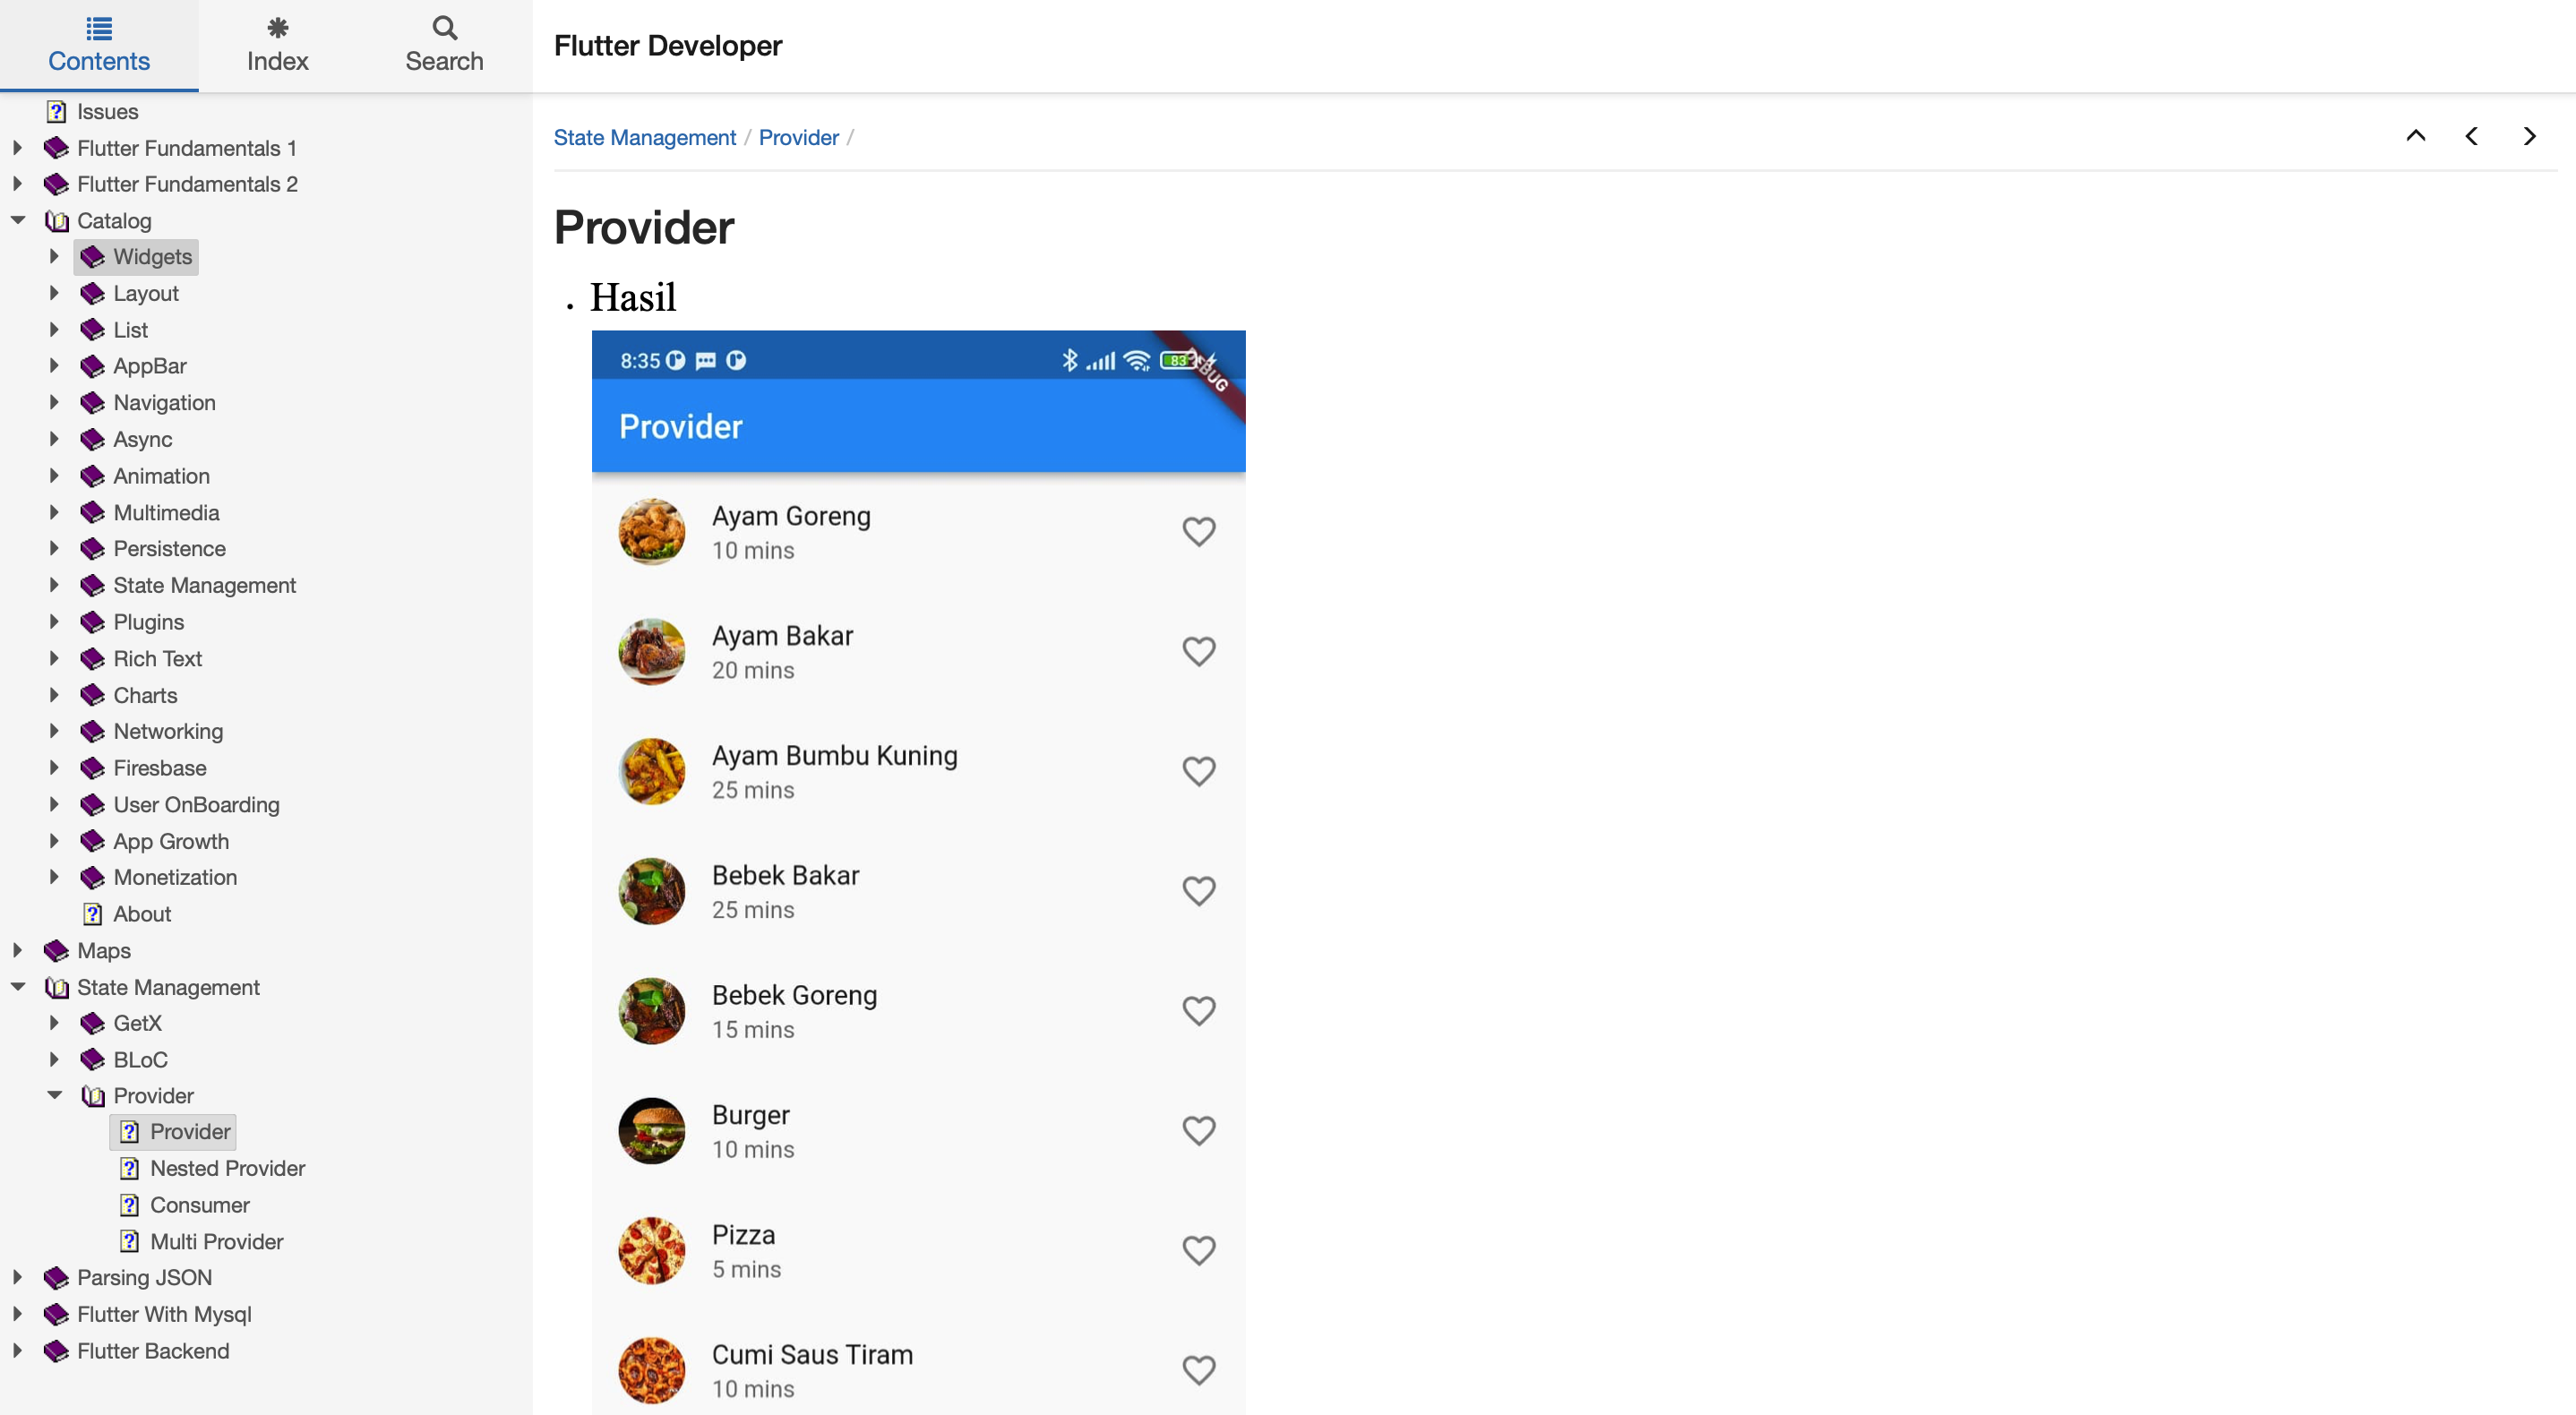 Contents
Index
Search
Flutter Developer
Issues
Flutter Fundamentals 1
Flutter Fundamentals 2
Catalog
Widgets
Layout
List
AppBar
Navigation
Async
Animation
Multimedia
Persistence
State Management
Plugins
Rich Text
Charts
Networking
Firesbase
User OnBoarding
App Growth
Monetization
About
Maps
State Management
GetX
BLoC
Provider
Provider
Nested Provider
Consumer
Multi Provider
Parsing JSON
Flutter With Mysql
Flutter Backend
State Management / Provider /
Provider
• Hasil
8:35
83
DEBUG
Provider
Ayam Goreng
10 mins
Ayam Bakar
20 mins
Ayam Bumbu Kuning
25 mins
Bebek Bakar
25 mins
Bebek Goreng
15 mins
Burger
10 mins
Pizza
5 mins
Cumi Saus Tiram
10 mins